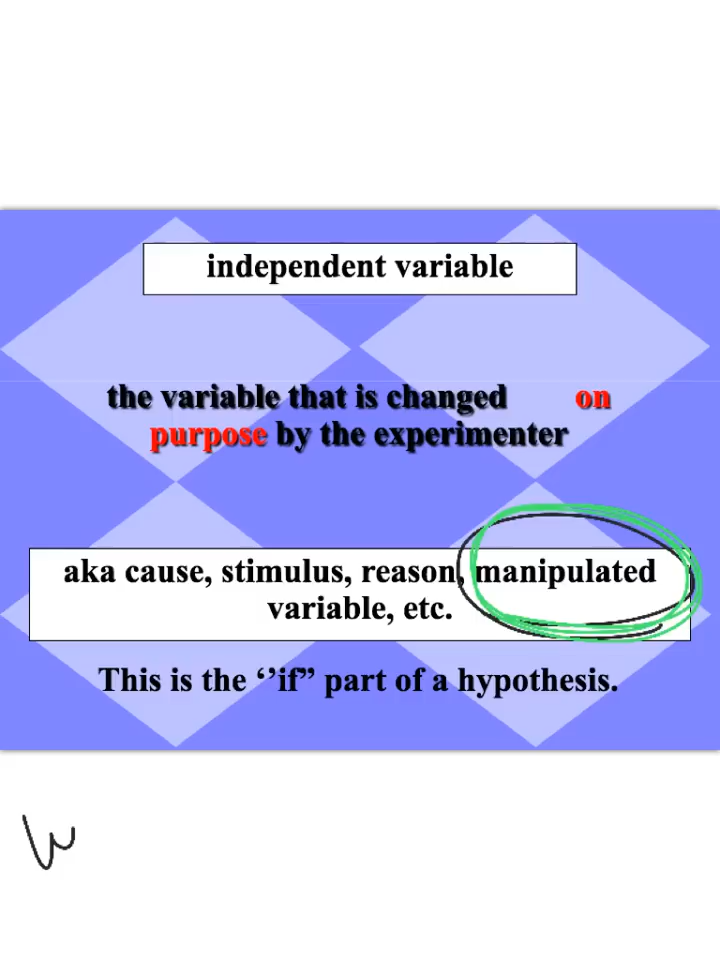 independent variable
the variable that is changed on
purpose by the experimenter
aka cause, stimulus, reason, manipulated
variable, etc.
This is the ‘’if” part of a hypothesis.